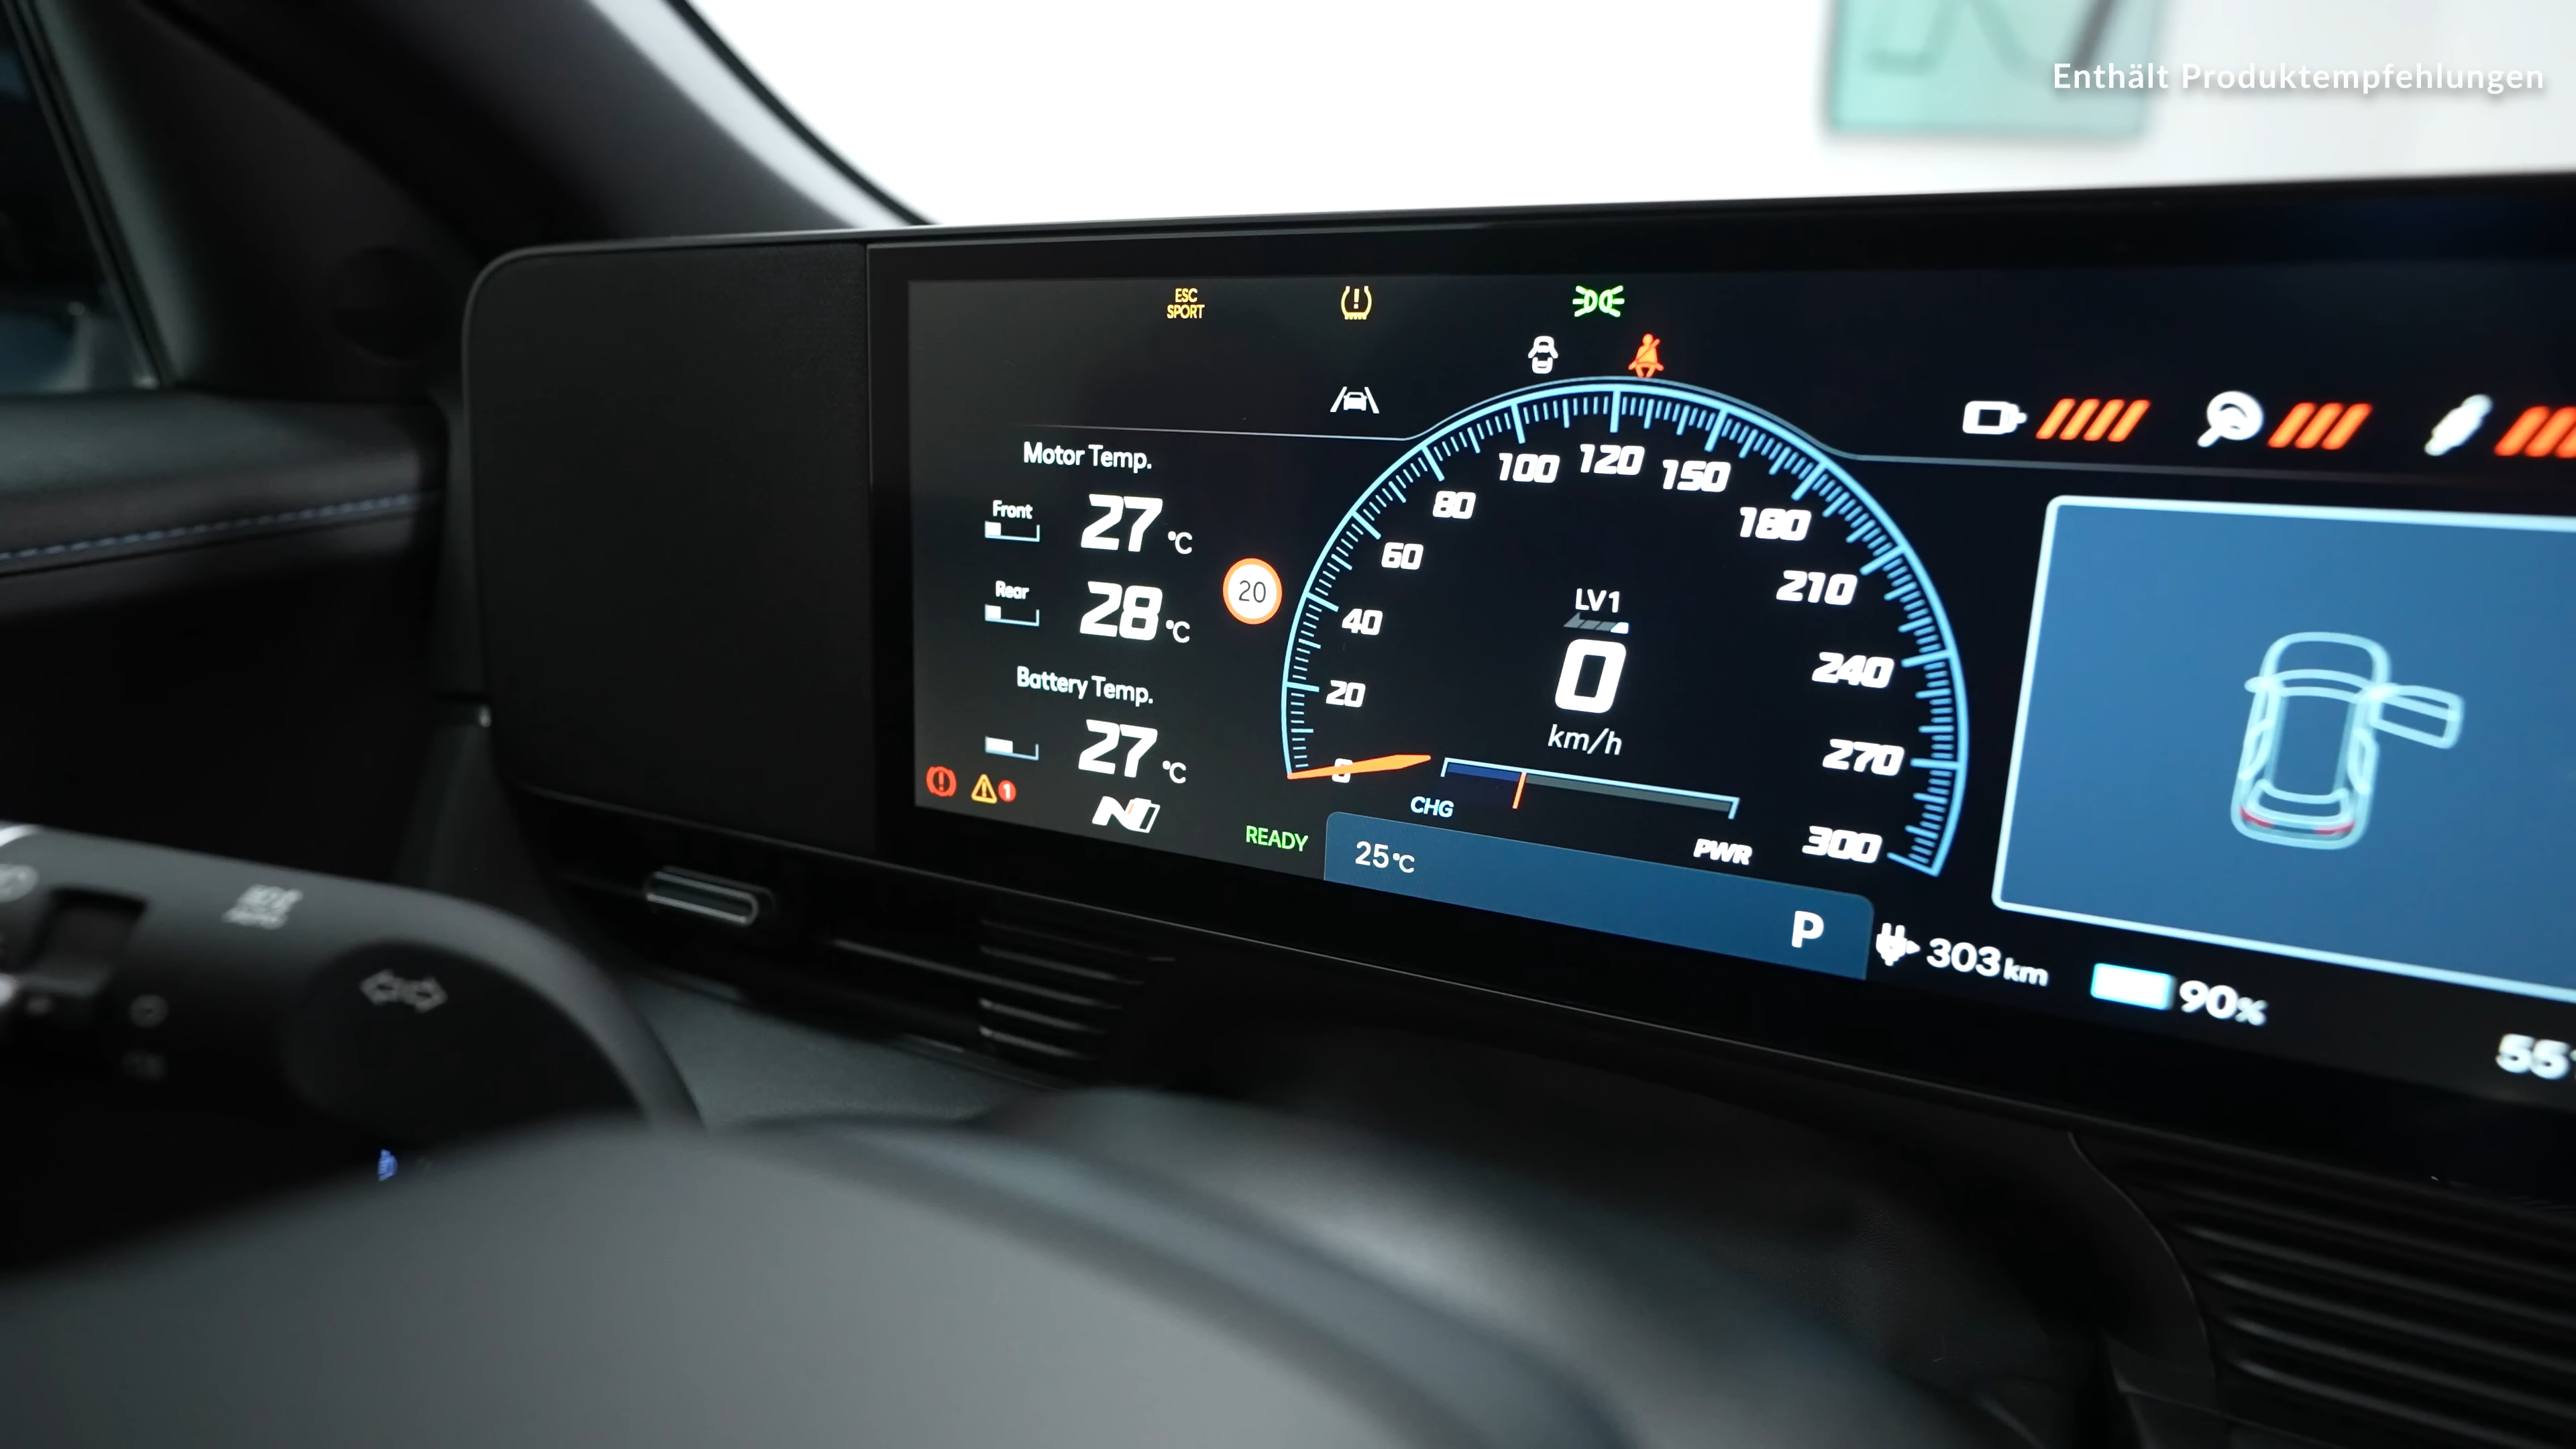 Enthält Produktempfehlungen
ESC
SPORT
Motor Temp.
Front
27 °C
Rear
28 °C
Battery Temp.
27 °C
1
N
READY
20
0
20
40
60
80
100
120
150
180
210
240
270
300
LV1
0
km/h
CHG
PWR
25°C
P
303 km
90%